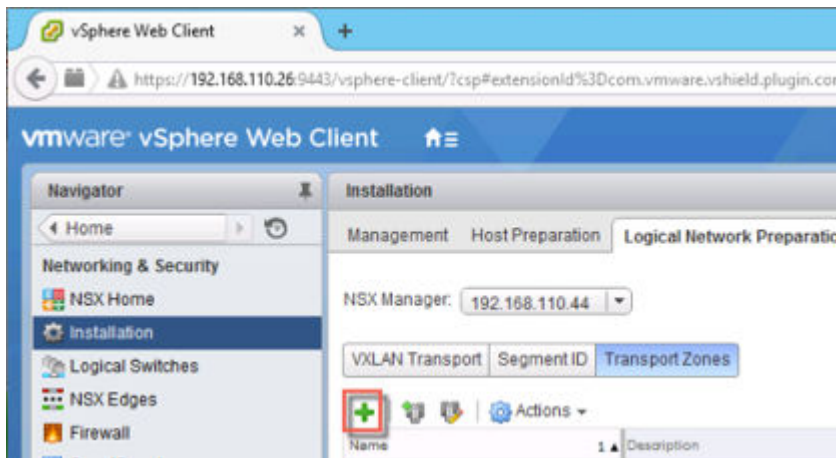 vSphere Web Client
https://192.168.110.26:9443/vsphere-client/?csp#extensionId%3Dcom.vmware.vshield.plugin.con
vmware® vSphere Web Client
Navigator
Home
Networking & Security
NSX Home
Installation
Logical Switches
NSX Edges
Firewall
Installation
Management Host Preparation Logical Network Preparatio
NSX Manager: 192.168.110.44
VXLAN Transport Segment ID Transport Zones
Actions
Name 1 Description